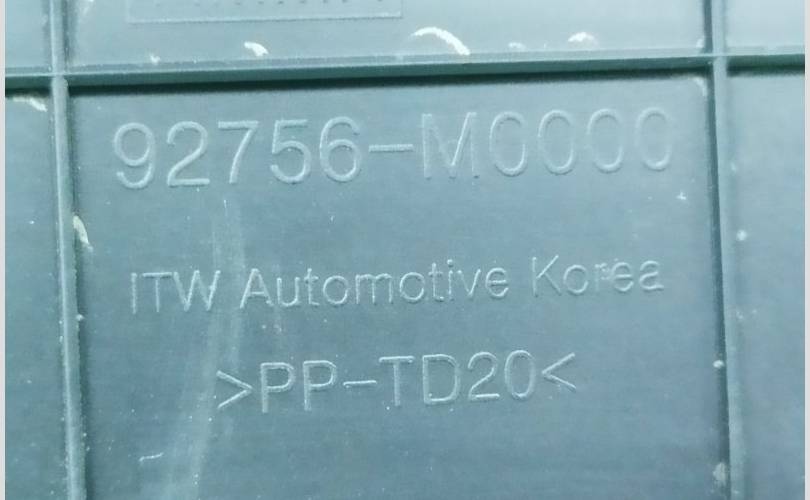 92756-M0000
ITW Automotive Korea
>PP-TD20<